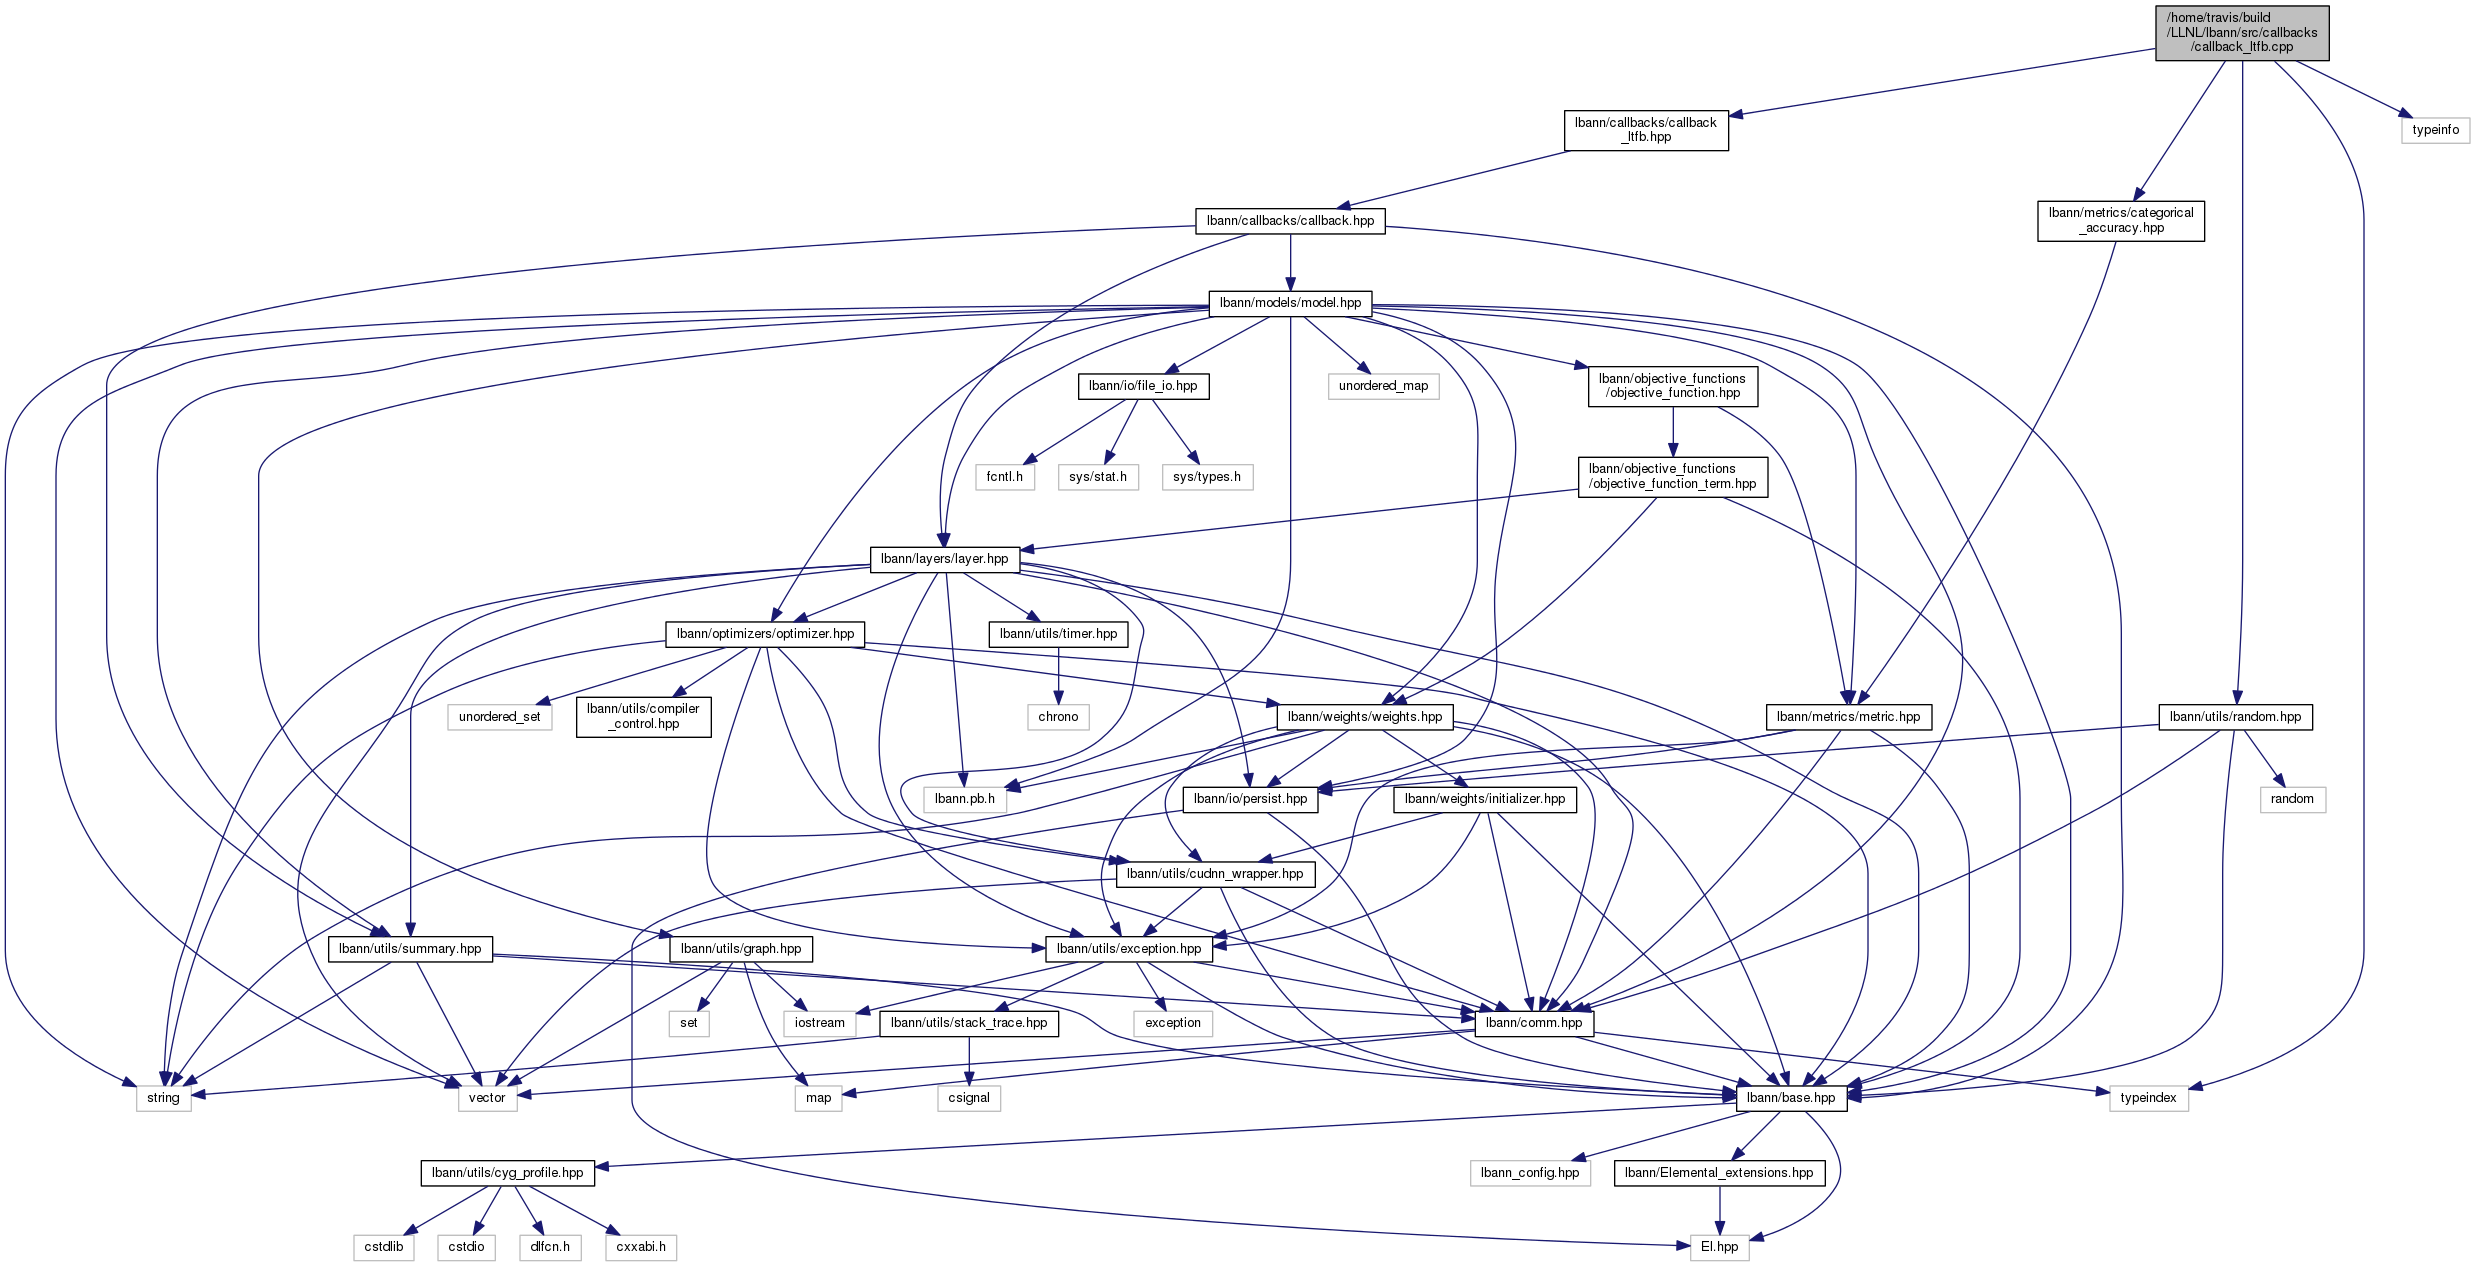 /home/travis/build
/LLNL/lbann/src/callbacks
/callback_ltfb.cpp
lbann/callbacks/callback
_ltfb.hpp
typeinfo
lbann/callbacks/callback.hpp
lbann/metrics/categorical
_accuracy.hpp
lbann/models/model.hpp
lbann/io/file_io.hpp
unordered_map
lbann/objective_functions
/objective_function.hpp
fcntl.h
sys/stat.h
sys/types.h
lbann/objective_functions
/objective_function_term.hpp
lbann/layers/layer.hpp
lbann/optimizers/optimizer.hpp
lbann/utils/timer.hpp
unordered_set
lbann/utils/compiler
_control.hpp
chrono
lbann/weights/weights.hpp
lbann/metrics/metric.hpp
lbann/utils/random.hpp
lbann.pb.h
lbann/io/persist.hpp
lbann/weights/initializer.hpp
random
lbann/utils/cudnn_wrapper.hpp
lbann/utils/summary.hpp
lbann/utils/graph.hpp
lbann/utils/exception.hpp
set
iostream
lbann/utils/stack_trace.hpp
exception
lbann/comm.hpp
string
vector
map
csignal
lbann/base.hpp
typeindex
lbann/utils/cyg_profile.hpp
lbann_config.hpp
lbann/Elemental_extensions.hpp
cstdlib
cstdio
dlfcn.h
cxxabi.h
El.hpp